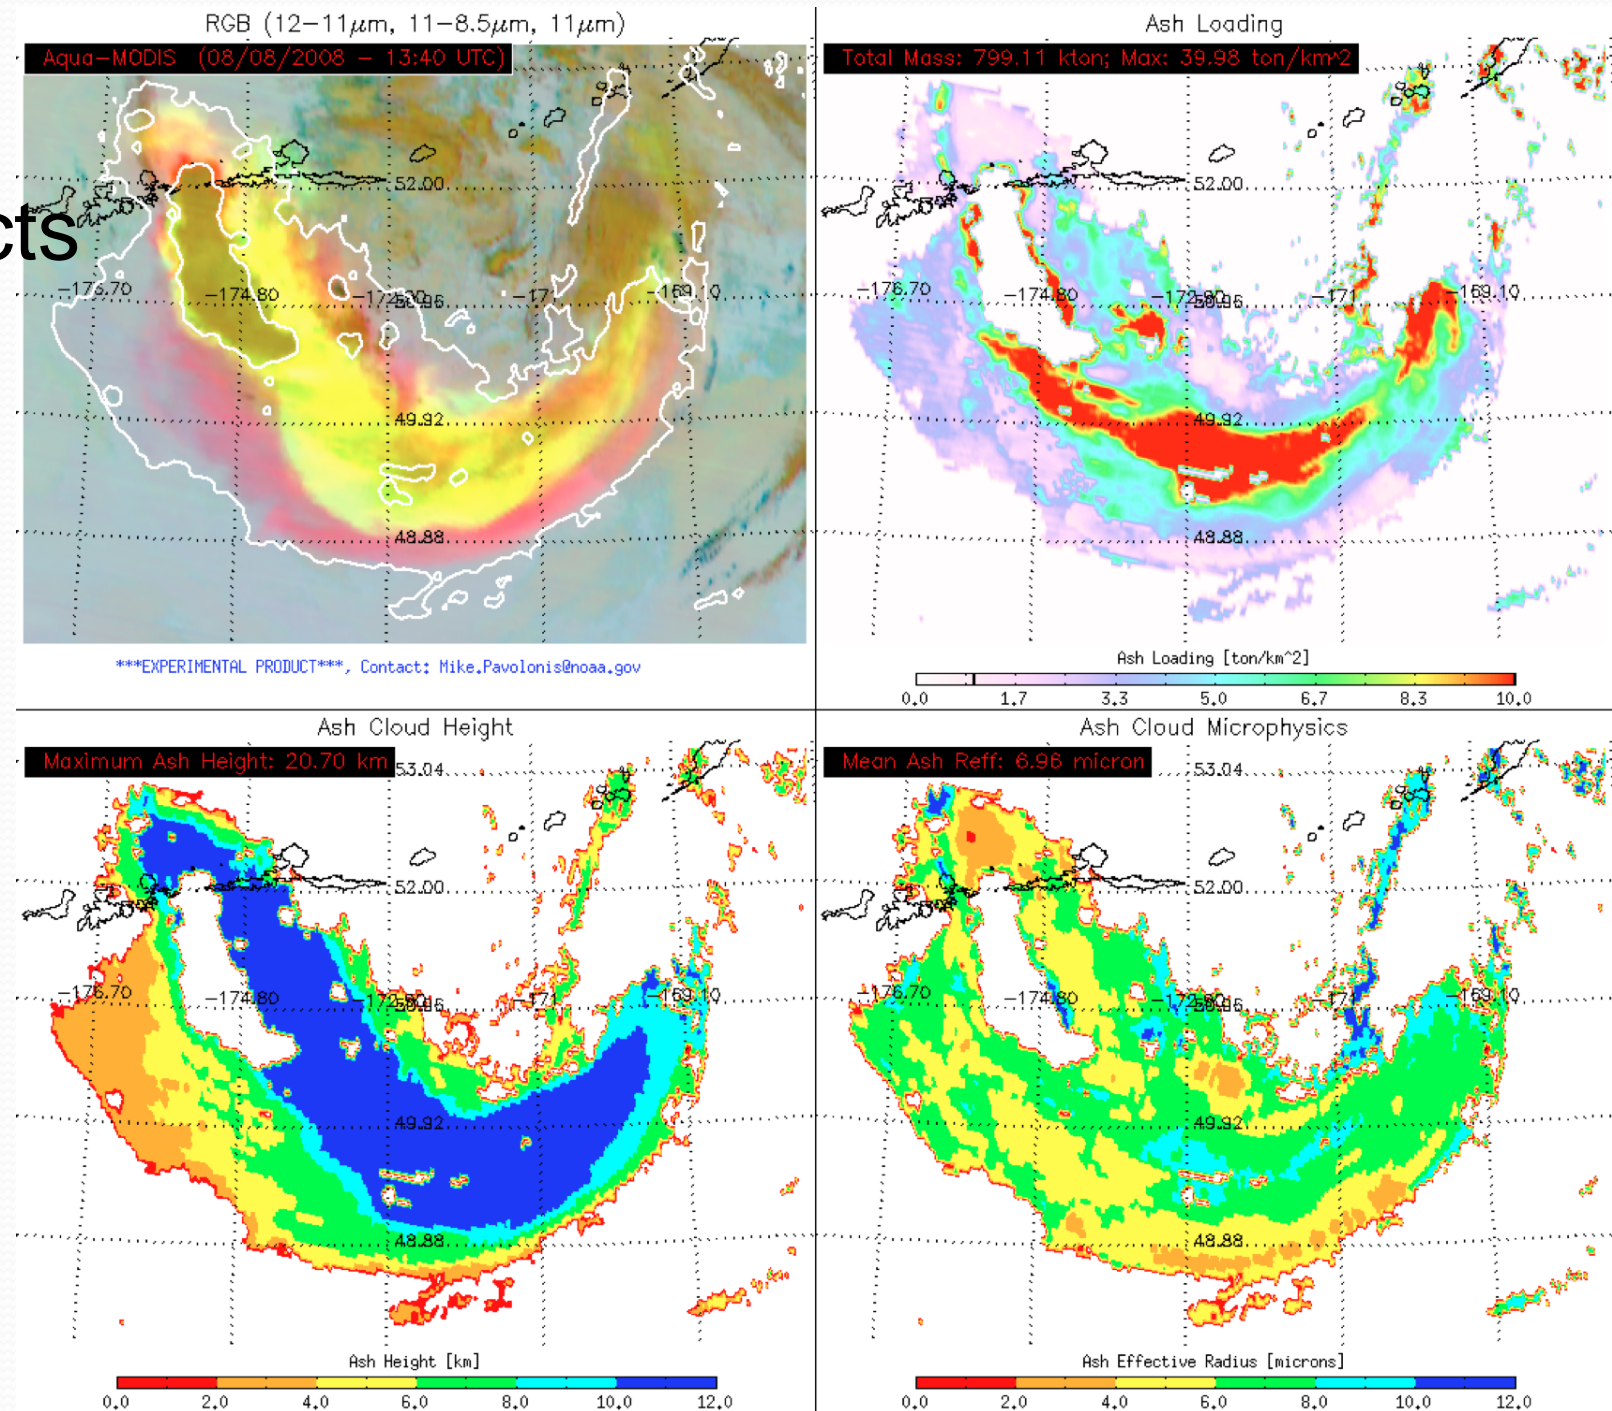 RGB (12−11µm, 11−8.5µm, 11µm)
Aqua−MODIS (08/08/2008 − 13:40 UTC)
cts
52.00
−176.70
−174.80
−171
−169.10
49.92
48.88
***EXPERIMENTAL PRODUCT***, Contact: Mike.Pavolonis@noaa.gov
Ash Loading
Total Mass: 799.11 kton; Max: 39.98 ton/km^2
52.00
−176.70
−174.80
−171
−169.10
49.92
48.88
Ash Loading [ton/km^2]
0.0 1.7 3.3 5.0 6.7 8.3 10.0
Ash Cloud Height
Maximum Ash Height: 20.70 km
53.04
52.00
−176.70
−174.80
−171
−169.10
49.92
48.88
Ash Height [km]
0.0 2.0 4.0 6.0 8.0 10.0 12.0
Ash Cloud Microphysics
Mean Ash Reff: 6.96 micron
53.04
52.00
−176.70
−174.80
−171
−169.10
49.92
48.88
Ash Effective Radius [microns]
0.0 2.0 4.0 6.0 8.0 10.0 12.0